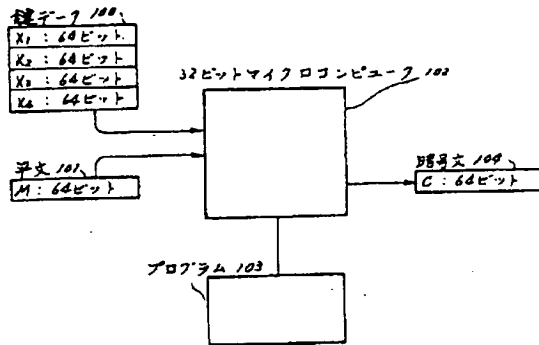 鍵データ 100
X1 : 64ビット
X2 : 64ビット
X3 : 64ビット
X4 : 64ビット
32ビットマイクロコンピュータ 102
平文 101
M : 64ビット
暗号文 104
C : 64ビット
プログラム 103